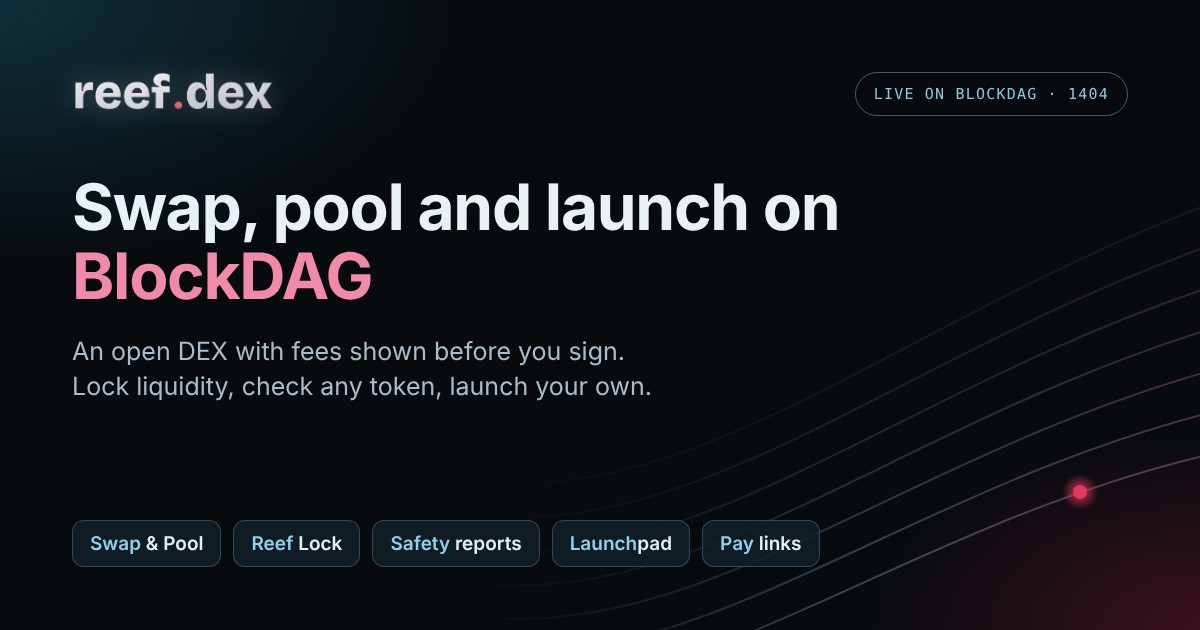 reef.dex
LIVE ON BLOCKDAG · 1404
Swap, pool and launch on
BlockDAG
An open DEX with fees shown before you sign.
Lock liquidity, check any token, launch your own.
Swap & Pool
Reef Lock
Safety reports
Launchpad
Pay links